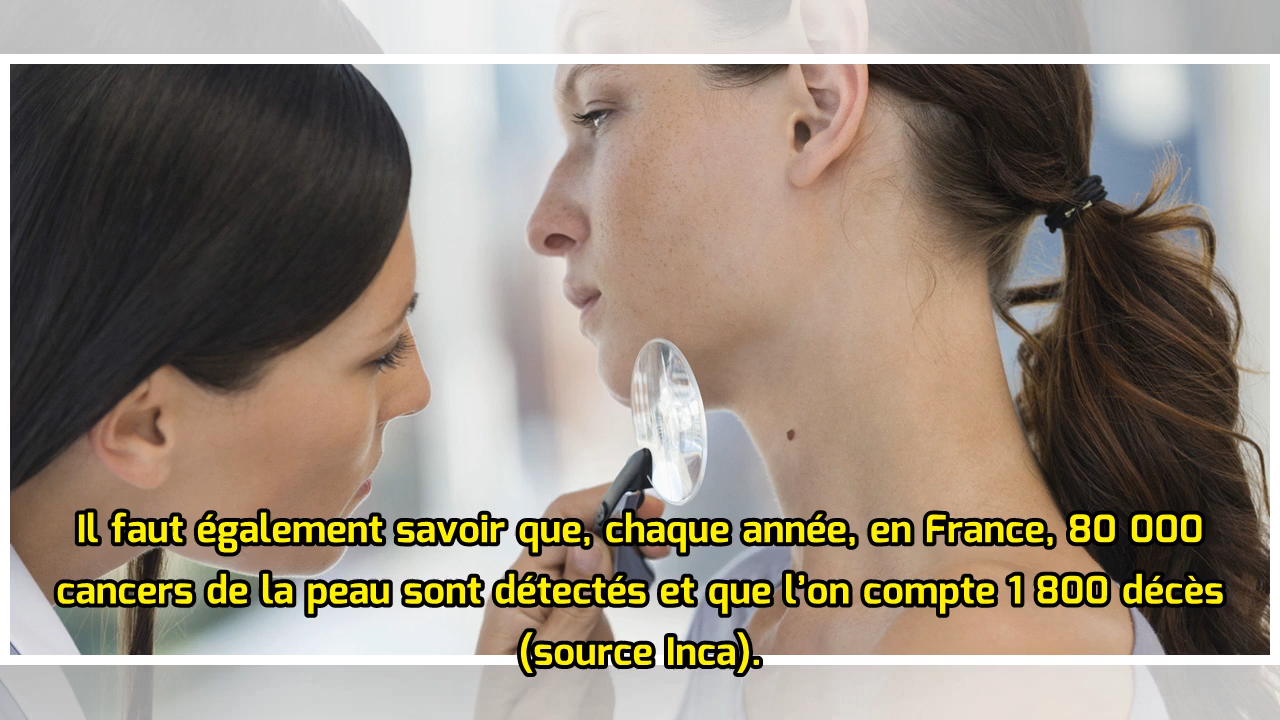 Il faut également savoir que, chaque année, en France, 80 000
cancers de la peau sont détectés et que l’on compte 1 800 décès
(source Inca).